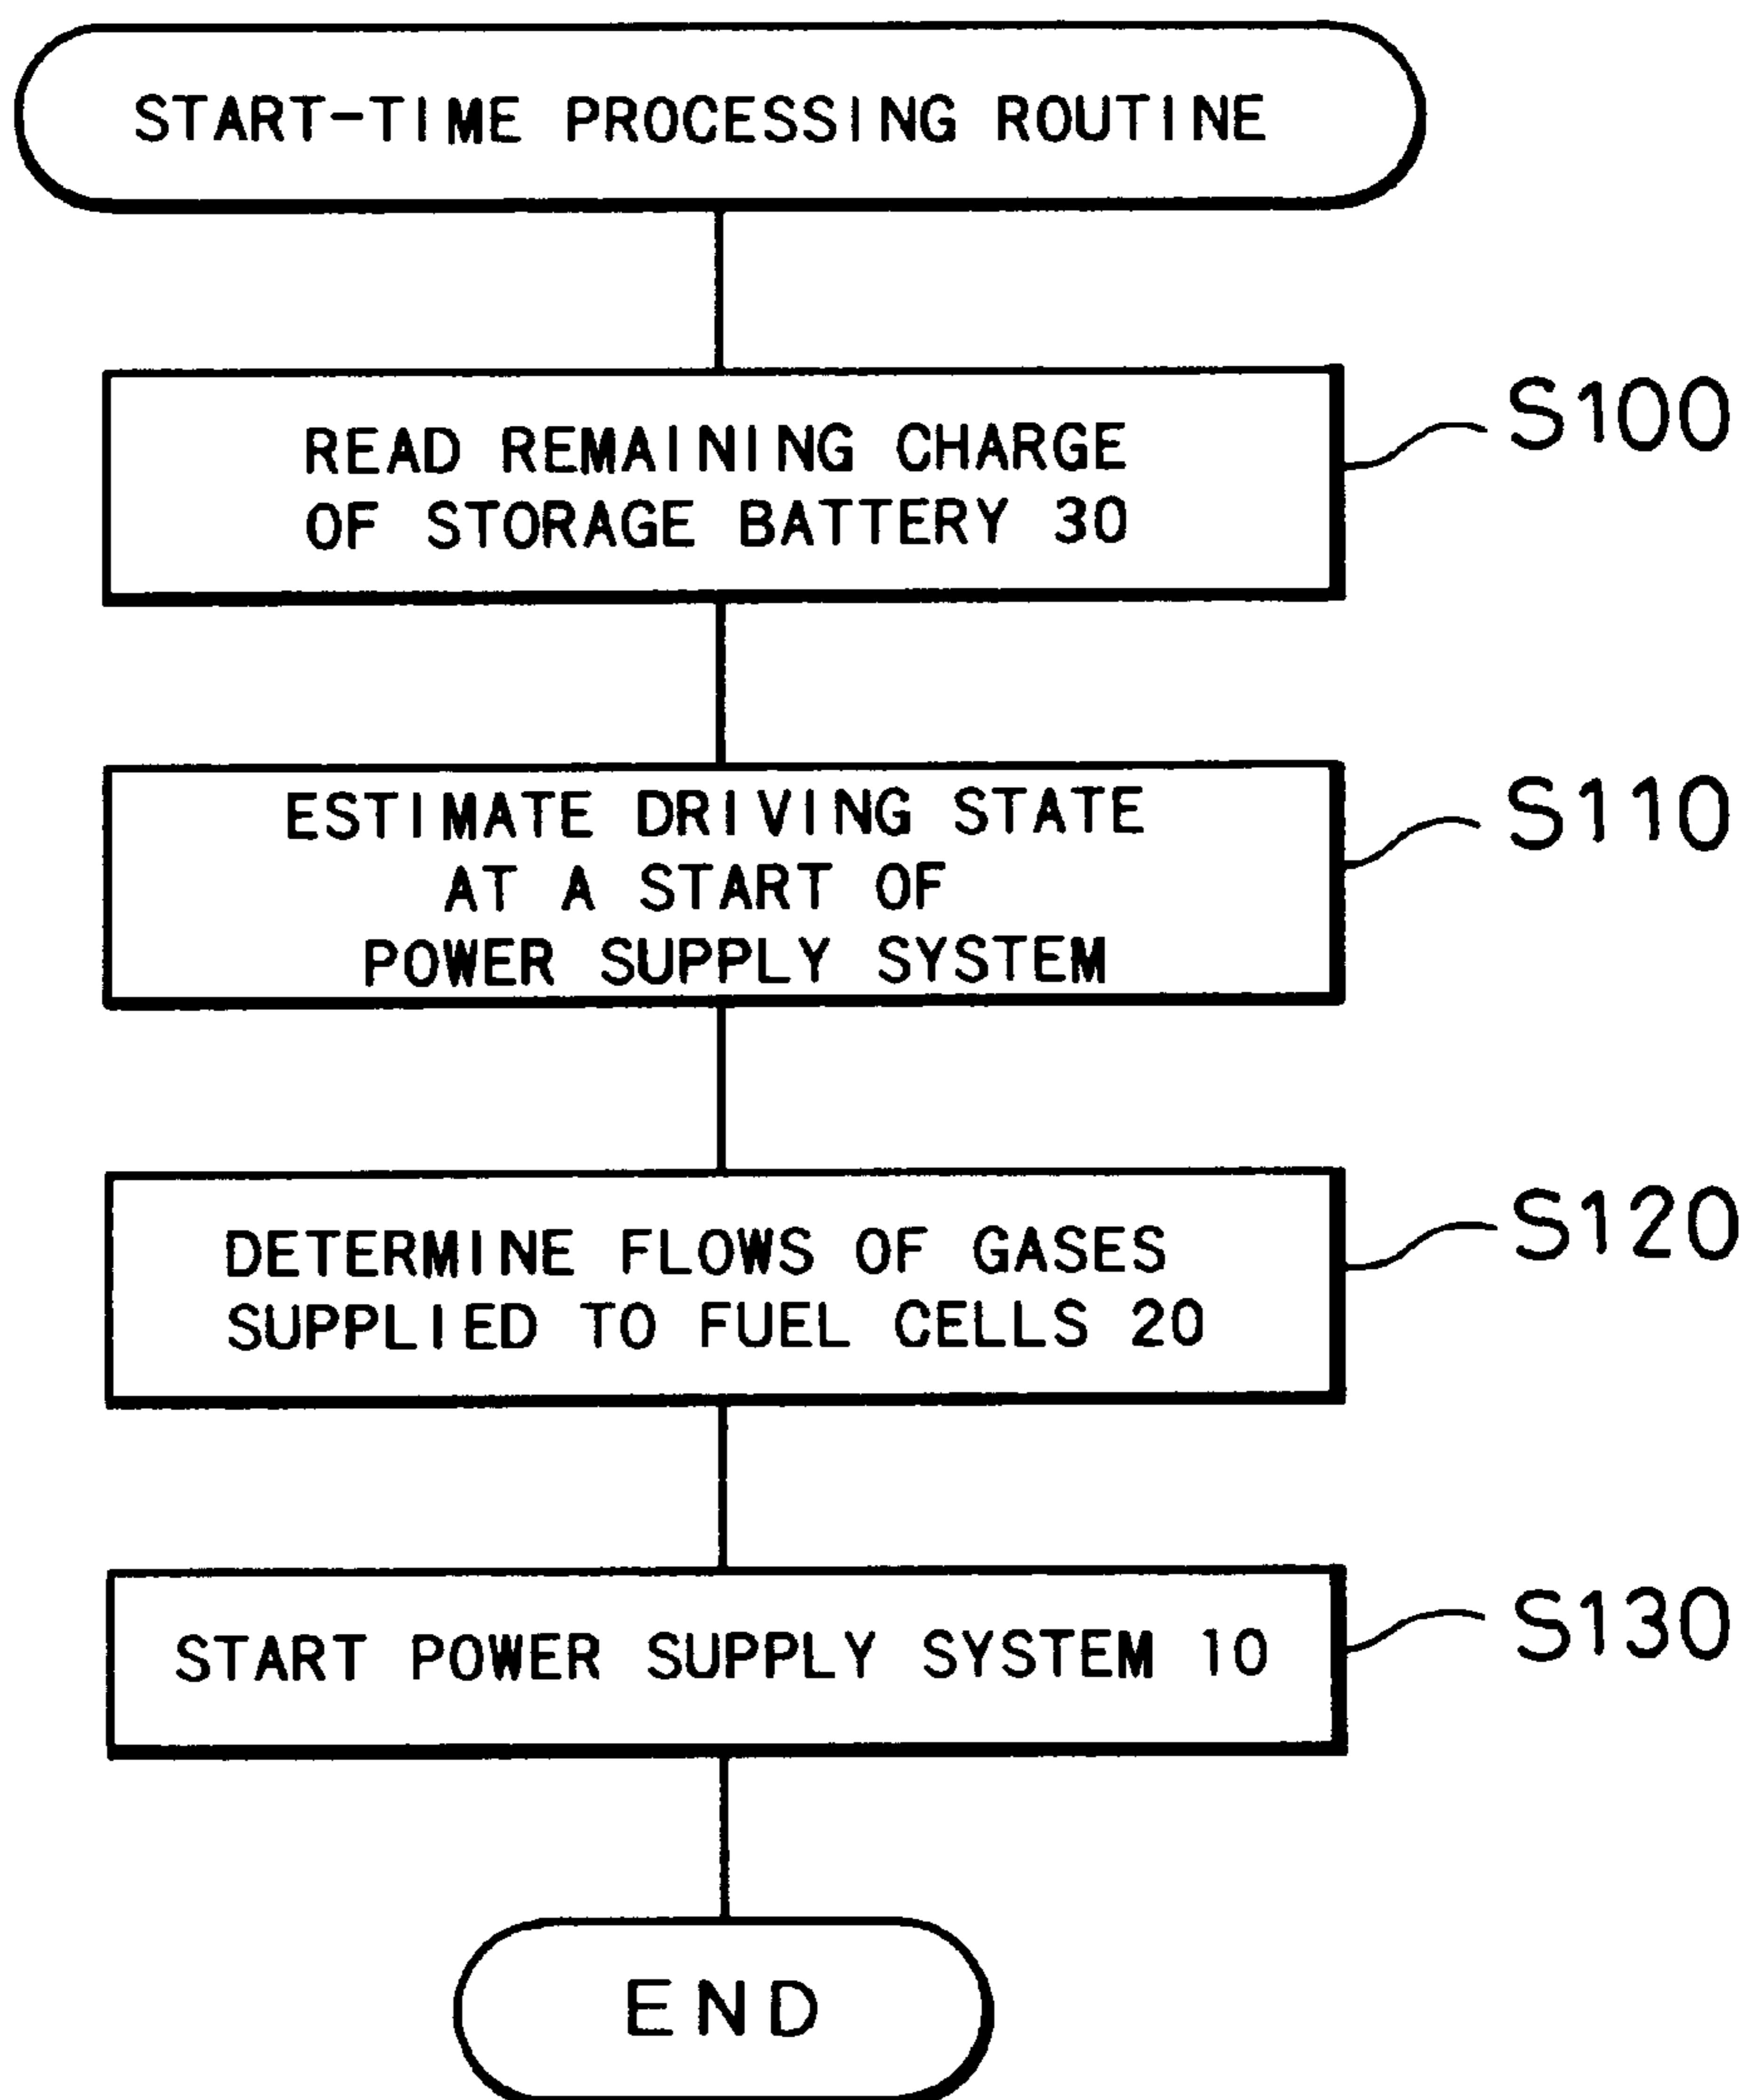 START-TIME PROCESSING ROUTINE
READ REMAINING CHARGE
OF STORAGE BATTERY 30
S100
ESTIMATE DRIVING STATE
AT A START OF
POWER SUPPLY SYSTEM
S110
DETERMINE FLOWS OF GASES
SUPPLIED TO FUEL CELLS 20
S120
START POWER SUPPLY SYSTEM 10
S130
END